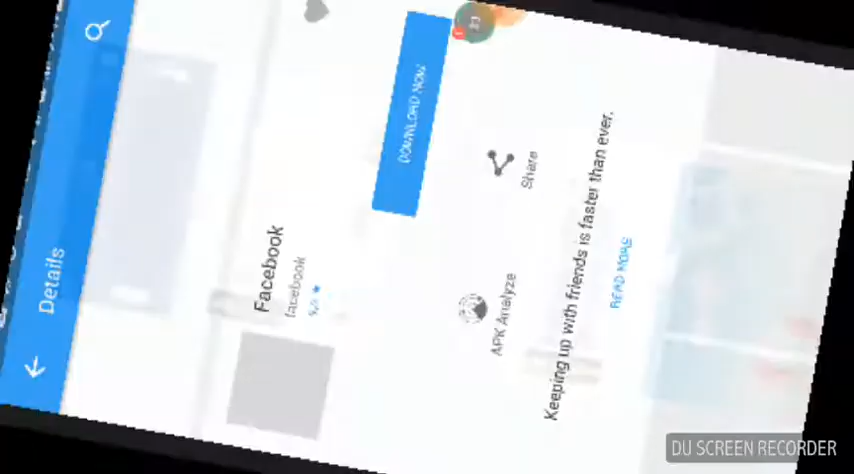 Details
Facebook
facebook
DOWNLOAD NOW
APK Analyze
Share
Keeping up with friends is faster than ever.
READ MORE
DU SCREEN RECORDER